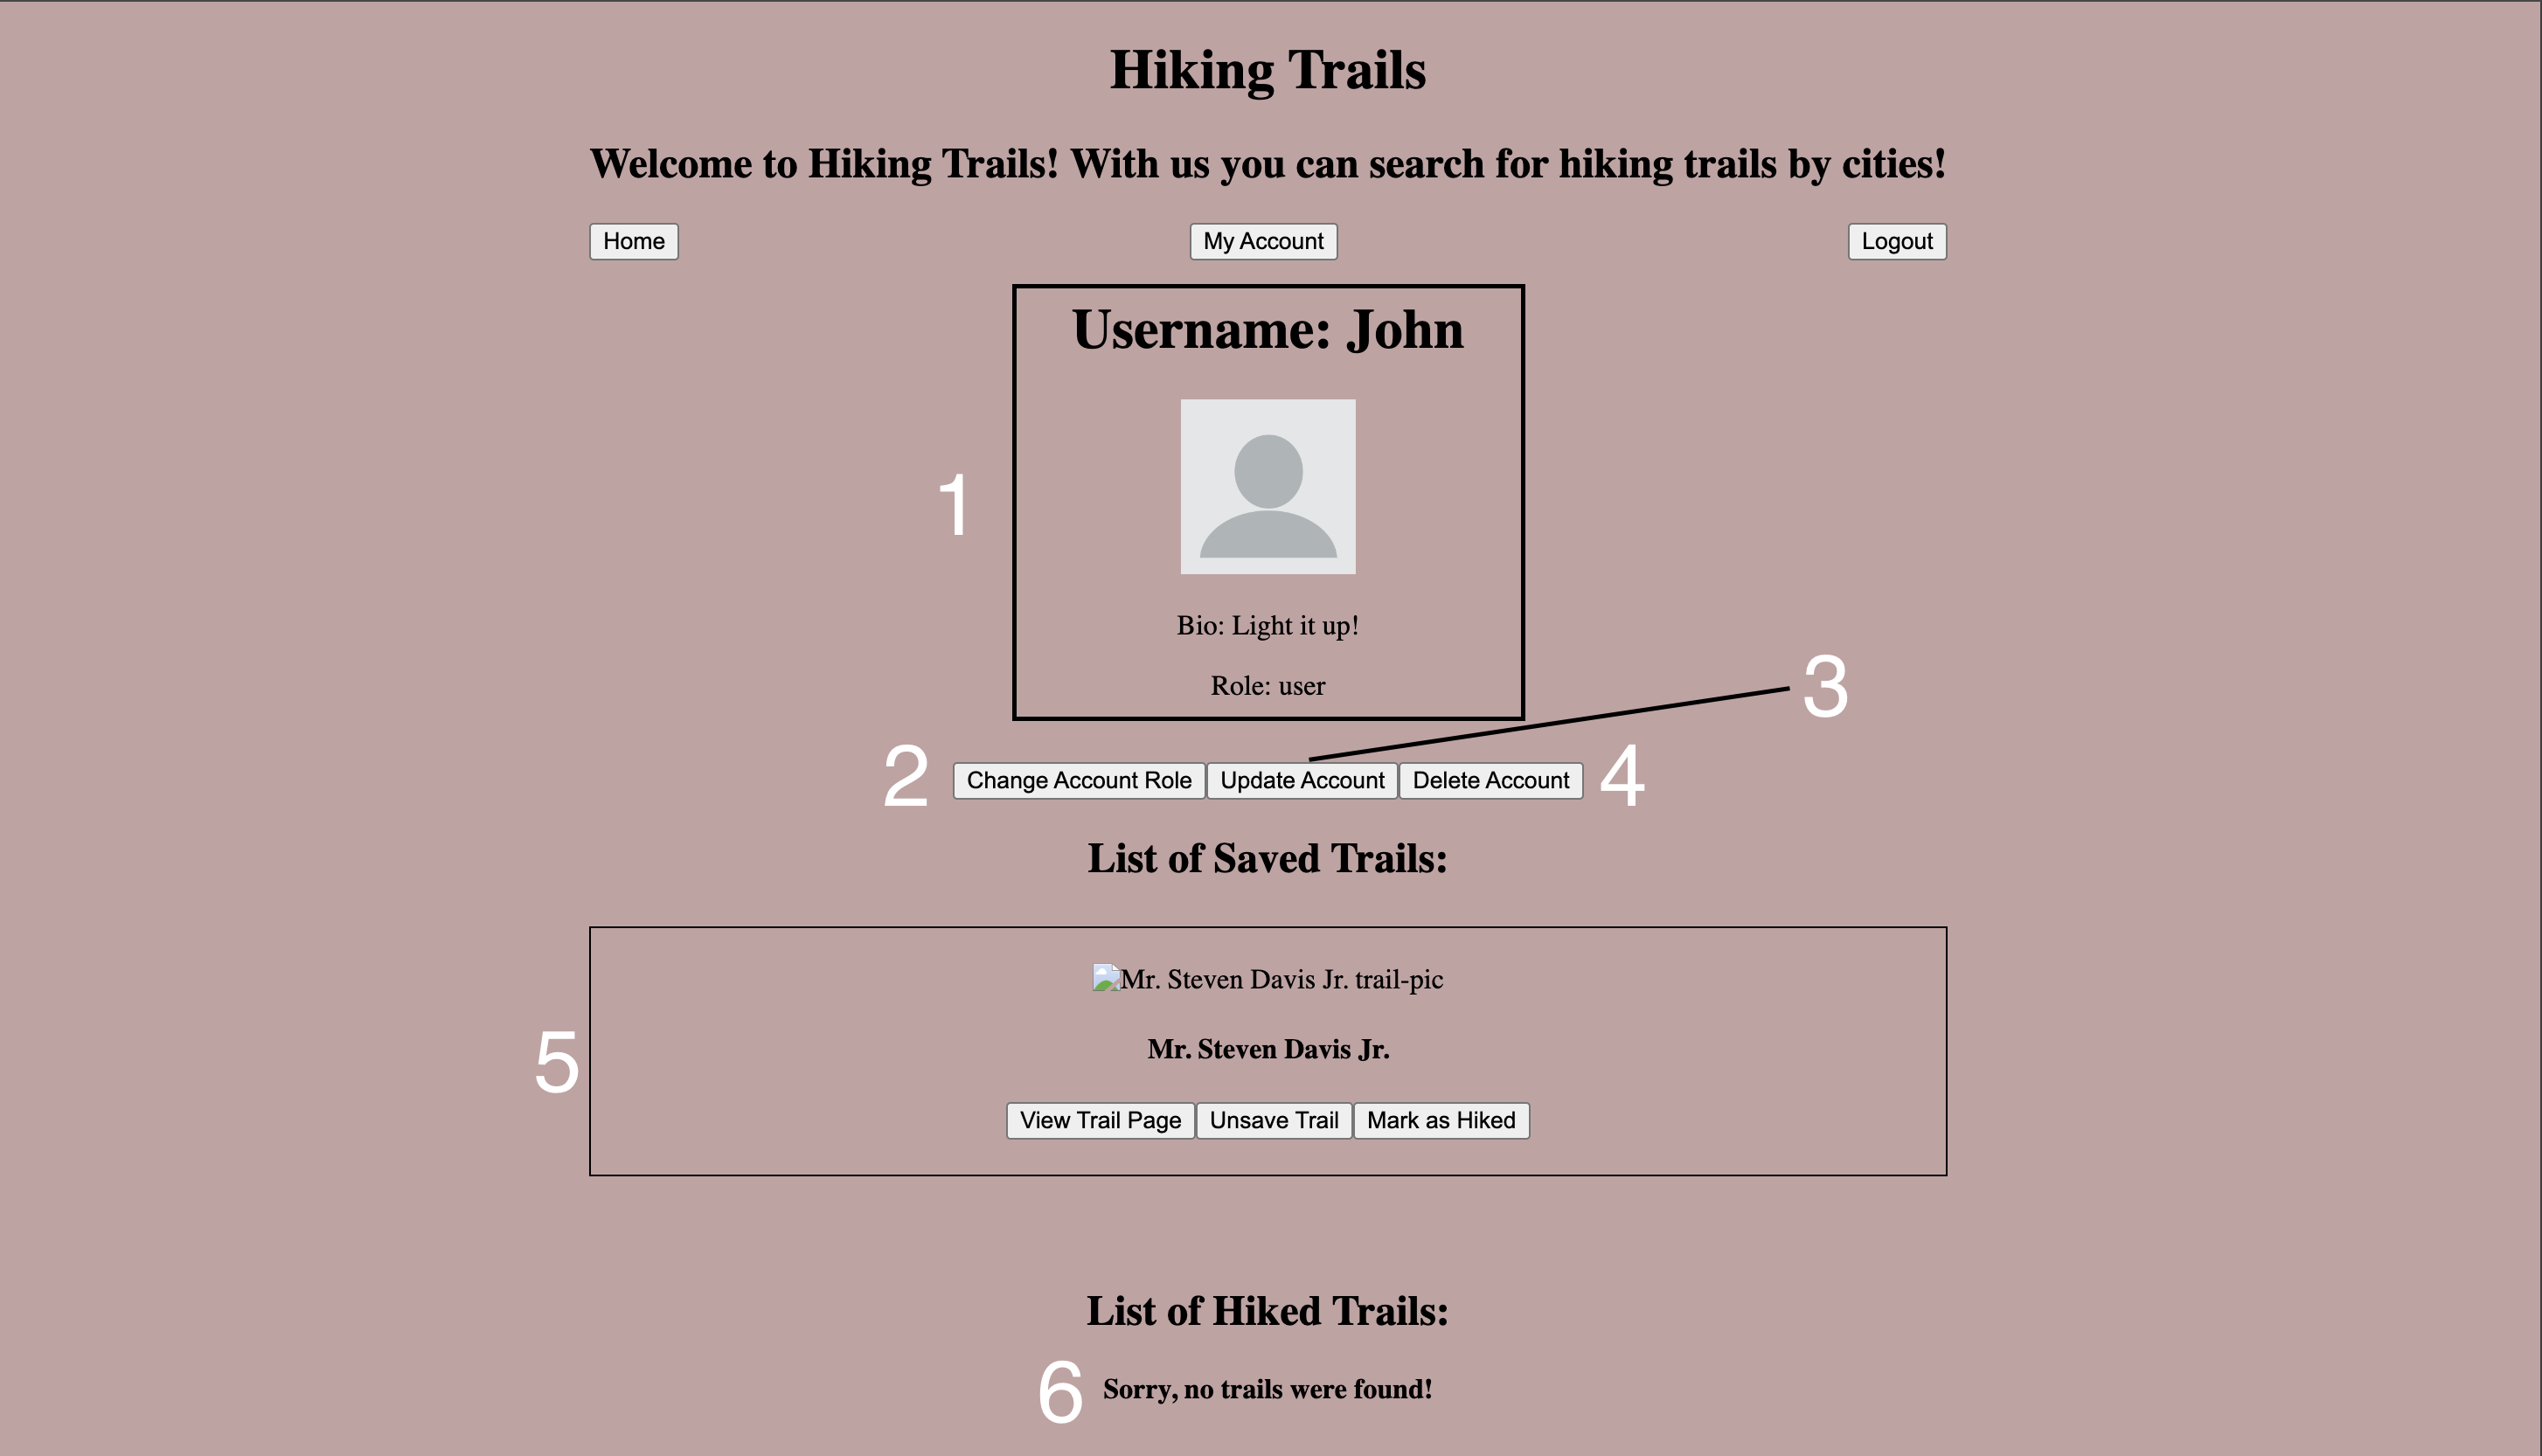 Hiking Trails
Welcome to Hiking Trails! With us you can search for hiking trails by cities!
Home My Account Logout
Username: John
1
Bio: Light it up!
Role: user
3
2 Change Account Role Update Account Delete Account 4
List of Saved Trails:
Mr. Steven Davis Jr. trail-pic
5 Mr. Steven Davis Jr.
View Trail Page Unsave Trail Mark as Hiked
List of Hiked Trails:
6 Sorry, no trails were found!